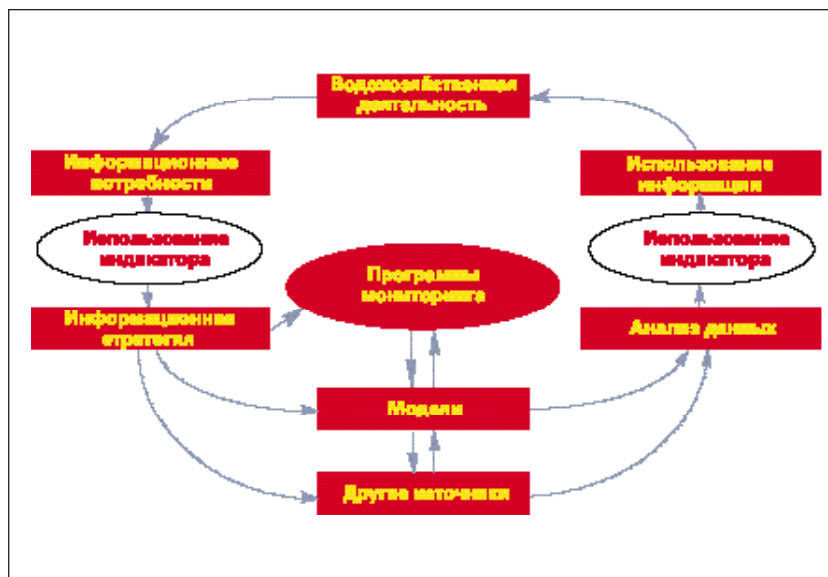 Водохозяйственная
деятельность
Информационные
потребности
Использование
информации
Использование
индикатора
Использование
индикатора
Программы
мониторинга
Информационная
стратегия
Анализ данных
Модели
Другие источники